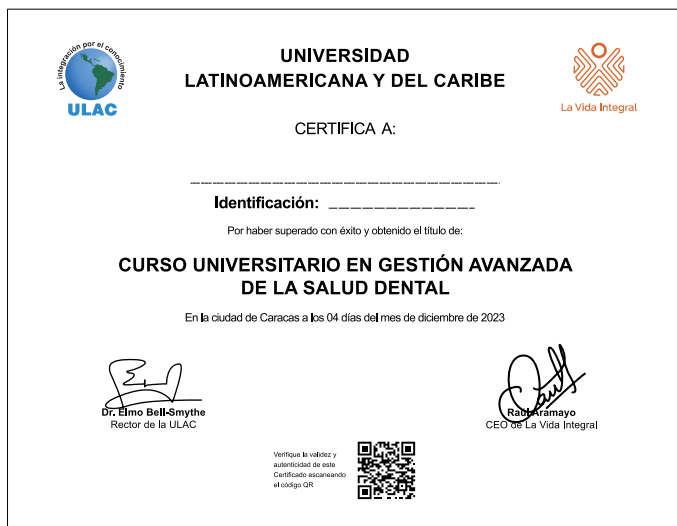 La integración por el conocimiento
ULAC
UNIVERSIDAD
LATINOAMERICANA Y DEL CARIBE
La Vida Integral
CERTIFICA A:
Identificación:
Por haber superado con éxito y obtenido el título de:
CURSO UNIVERSITARIO EN GESTIÓN AVANZADA
DE LA SALUD DENTAL
En la ciudad de Caracas a los 04 días del mes de diciembre de 2023
Dr. Elmo Bell-Smythe
Rector de la ULAC
Raúl Aramayo
CEO de La Vida Integral
Verifique la validez y
autenticidad de este
Certificado escaneando
el código QR